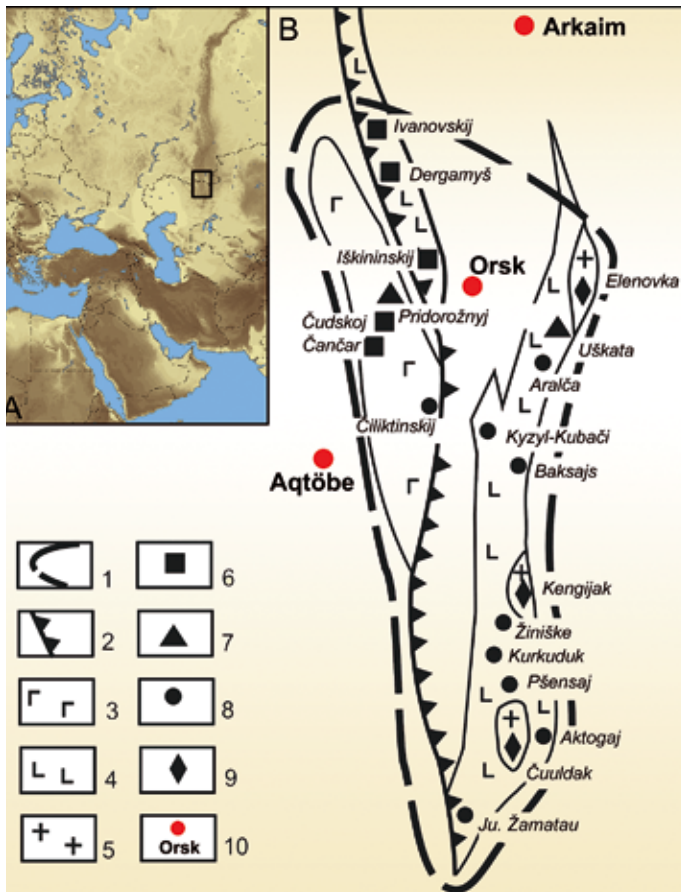 B
Arkaim
Ivanovskij
Dergamyš
Iškininskij
Orsk
Elenovka
Čudskoj
Pridorožnyj
Čančar
Uškata
Aralča
Ciliktinskij
Kyzyl-Kubači
Aqtöbe
Baksajs
Kengijak
Žiniške
Kurkuduk
Pšensaj
Aktogaj
Čuuldak
Ju. Žamatau
A
1
2
3
4
5
6
7
8
9
Orsk 10